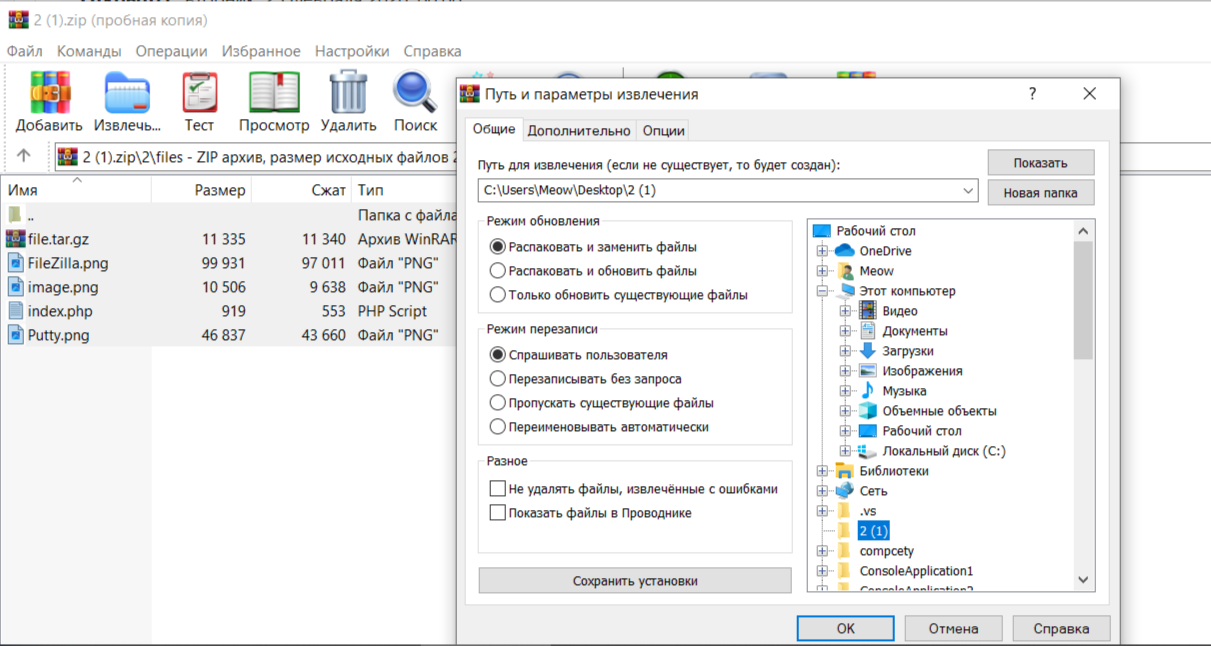 2 (1).zip (пробная копия)
Файл Команды Операции Избранное Настройки Справка
Добавить Извлечь... Тест Просмотр Удалить Поиск
2 (1).zip\2\files - ZIP архив, размер исходных файлов 2
Имя Размер Сжат Тип
.. Папка с файла
file.tar.gz 11 335 11 340 Архив WinRAR
FileZilla.png 99 931 97 011 Файл "PNG"
image.png 10 506 9 638 Файл "PNG"
index.php 919 553 PHP Script
Putty.png 46 837 43 660 Файл "PNG"
Путь и параметры извлечения ?
Общие Дополнительно Опции
Путь для извлечения (если не существует, то будет создан):
Показать
C:\Users\Meow\Desktop\2 (1)
Новая папка
Режим обновления
Распаковать и заменить файлы
Распаковать и обновить файлы
Только обновить существующие файлы
Режим перезаписи
Спрашивать пользователя
Перезаписывать без запроса
Пропускать существующие файлы
Переименовывать автоматически
Разное
Не удалять файлы, извлечённые с ошибками
Показать файлы в Проводнике
Сохранить установки
Рабочий стол
OneDrive
Meow
Этот компьютер
Видео
Документы
Загрузки
Изображения
Музыка
Объемные объекты
Рабочий стол
Локальный диск (C:)
Библиотеки
Сеть
.vs
2 (1)
compcety
ConsoleApplication1
ConsoleApplication2
OK Отмена Справка